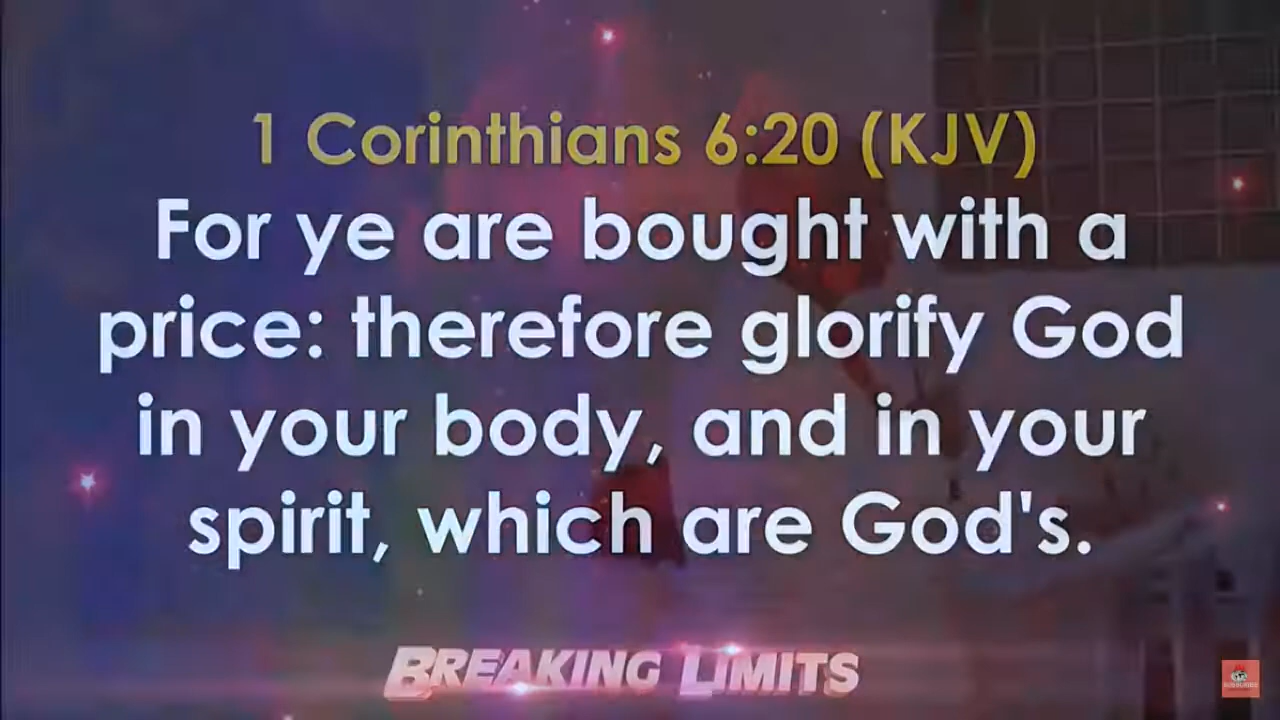 1 Corinthians 6:20 (KJV)
For ye are bought with a
price: therefore glorify God
in your body, and in your
spirit, which are God's.
BREAKING LIMITS